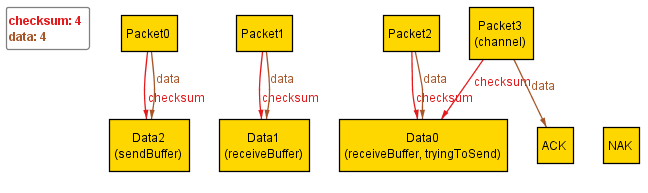 checksum: 4
data: 4
Packet0
Packet1
Packet2
Packet3
(channel)
data
checksum
data
checksum
data
checksum
checksum
data
Data2
(sendBuffer)
Data1
(receiveBuffer)
Data0
(receiveBuffer, tryingToSend)
ACK
NAK